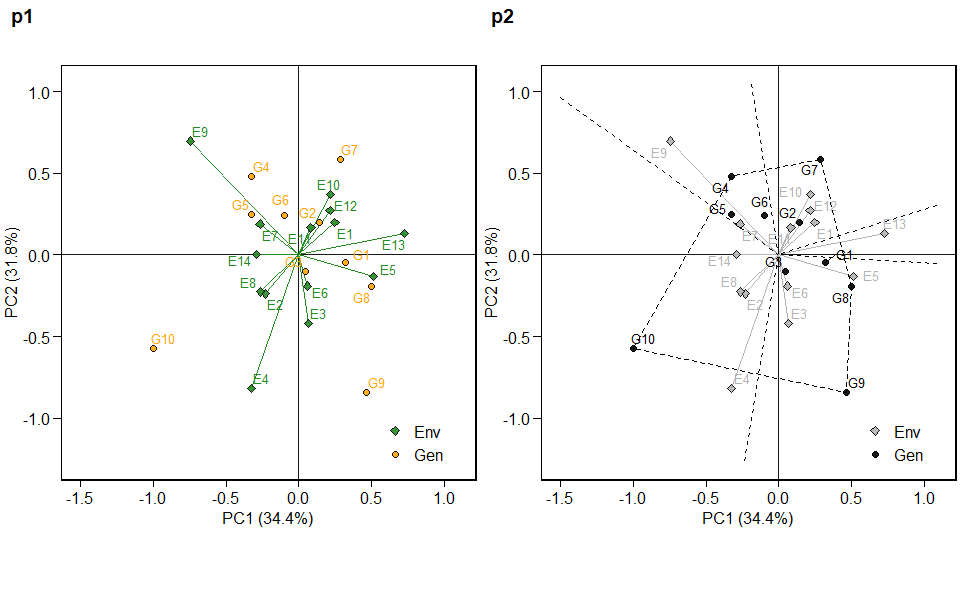 p1
p2
1.0
0.5
0.0
-0.5
-1.0
PC2 (31.8%)
E9
G7
G4
E10
G5
G6
G2
E12
E7
E1
E13
E14
G1
E5
G8
E8
E2
E6
E3
G10
E4
G9
Env
Gen
-1.5
-1.0
-0.5
0.0
0.5
1.0
PC1 (34.4%)
1.0
0.5
0.0
-0.5
-1.0
PC2 (31.8%)
E9
G7
G4
E10
G5
G6
G2
E12
E7
E1
E13
E14
G3
G1
E5
G8
E8
E2
E6
E3
G10
E4
G9
Env
Gen
-1.5
-1.0
-0.5
0.0
0.5
1.0
PC1 (34.4%)